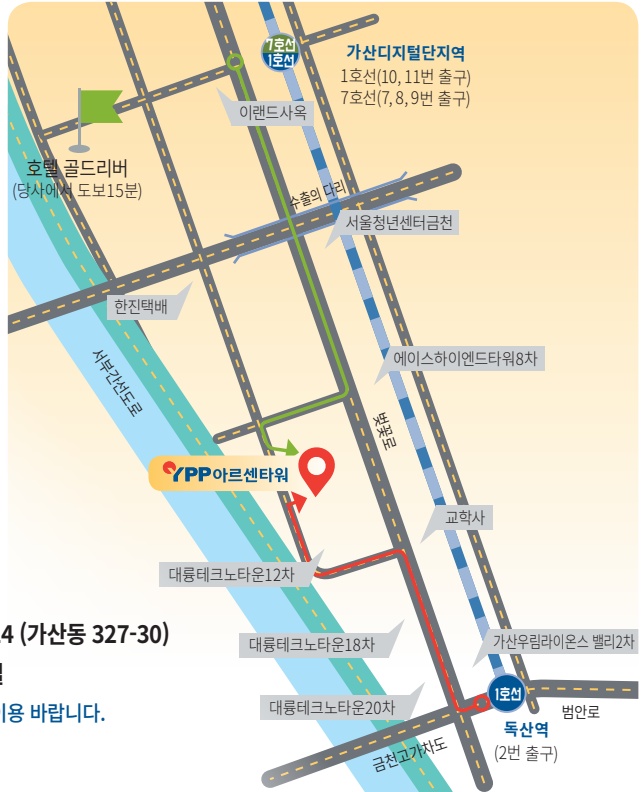 7호선
1호선
가산디지털단지역
1호선(10, 11번 출구)
7호선(7, 8, 9번 출구)
이랜드사옥
호텔 골드리버
(당사에서 도보15분)
수출의 다리
서울청년센터금천
한진택배
서부간선도로
에이스하이엔드타워8차
벚꽃로
YPP아르센타워
교학사
대륭테크노타운12차
4 (가산동 327-30)
대륭테크노타운18차
가산우림라이온스 밸리2차
이용 바랍니다.
대륭테크노타운20차
1호선
범안로
독산역
(2번 출구)
금천고가차도